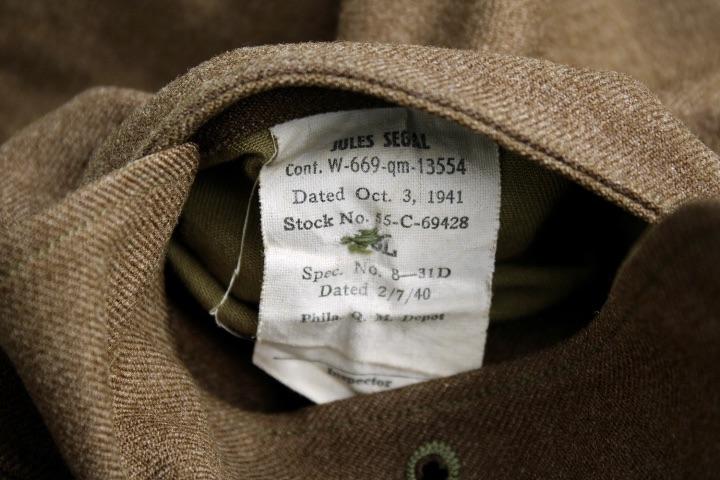 JULES SEGAL
Cont. W-669-qm-13554
Dated Oct. 3, 1941
Stock No. 55-C-69428
L
Spec. No. 8—31D
Dated 2/7/40
Phila. Q. M. Depot
Inspector